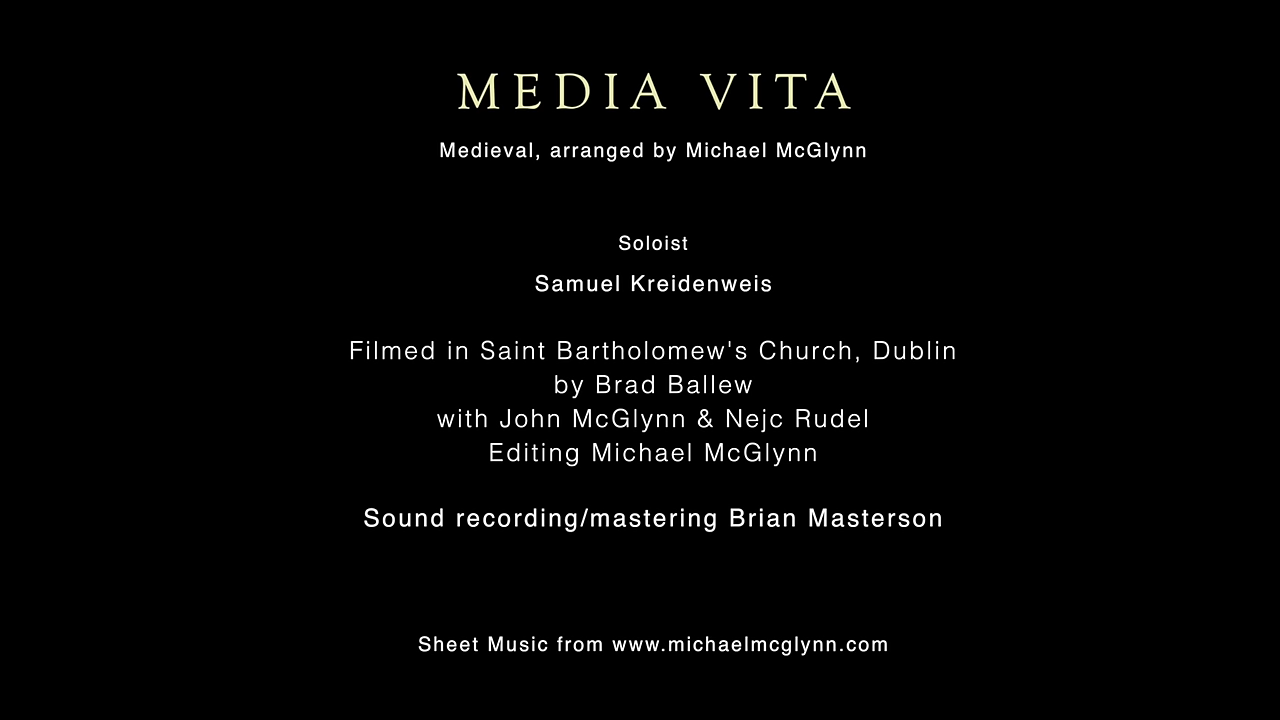 MEDIA VITA
Medieval, arranged by Michael McGlynn
Soloist
Samuel Kreidenweis
Filmed in Saint Bartholomew's Church, Dublin
by Brad Ballew
with John McGlynn & Nejc Rudel
Editing Michael McGlynn
Sound recording/mastering Brian Masterson
Sheet Music from www.michaelmcglynn.com